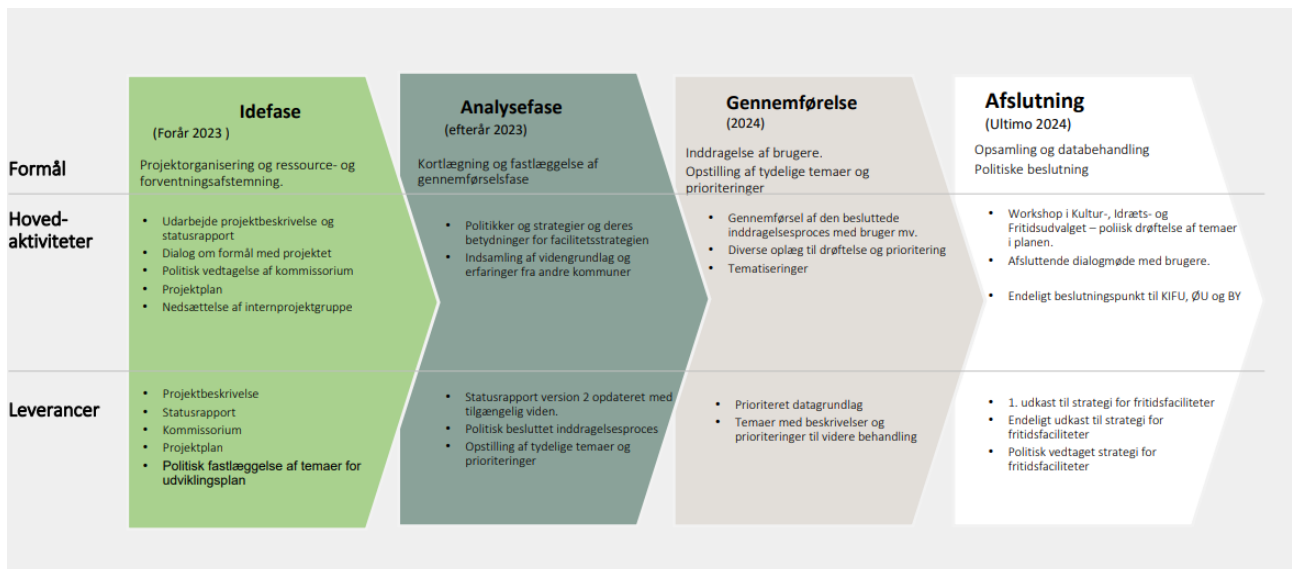 Idefase
(Forår 2023 )
Analysefase
(efterår 2023)
Gennemførelse
(2024)
Afslutning
(Ultimo 2024)
Formål
Projektorganisering og ressource- og
forventningsafstemning.
Kortlægning og fastlæggelse af
gennemførselsfase
Inddragelse af brugere.
Opstilling af tydelige temaer og
prioriteringer
Opsamling og databehandling
Politiske beslutning
Hoved-
aktiviteter
• Udarbejde projektbeskrivelse og
statusrapport
• Dialog om formål med projektet
• Politisk vedtagelse af kommissorium
• Projektplan
• Nedsættelse af internprojektgruppe
• Politikker og strategier og deres
betydninger for facilitetsstrategien
• Indsamling af videngrundlag og
erfaringer fra andre kommuner
• Gennemførsel af den besluttede
inddragelsesproces med bruger mv.
• Diverse oplæg til drøftelse og prioritering
• Tematiseringer
• Workshop i Kultur-, Idræts- og
Fritidsudvalget – poliisk drøftelse af temaer
i planen.
• Afsluttende dialogmøde med brugere.
• Endeligt beslutningspunkt til KIFU, ØU og BY
Leverancer
• Projektbeskrivelse
• Statusrapport
• Kommissorium
• Projektplan
• Politisk fastlæggelse af temaer for
udviklingsplan
• Statusrapport version 2 opdateret med
tilgængelig viden.
• Politisk besluttet inddragelsesproces
• Opstilling af tydelige temaer og
prioriteringer
• Prioriteret datagrundlag
• Temaer med beskrivelser og
prioriteringer til videre behandling
• 1. udkast til strategi for fritidsfaciliteter
• Endeligt udkast til strategi for
fritidsfaciliteter
• Politisk vedtaget strategi for
fritidsfaciliteter